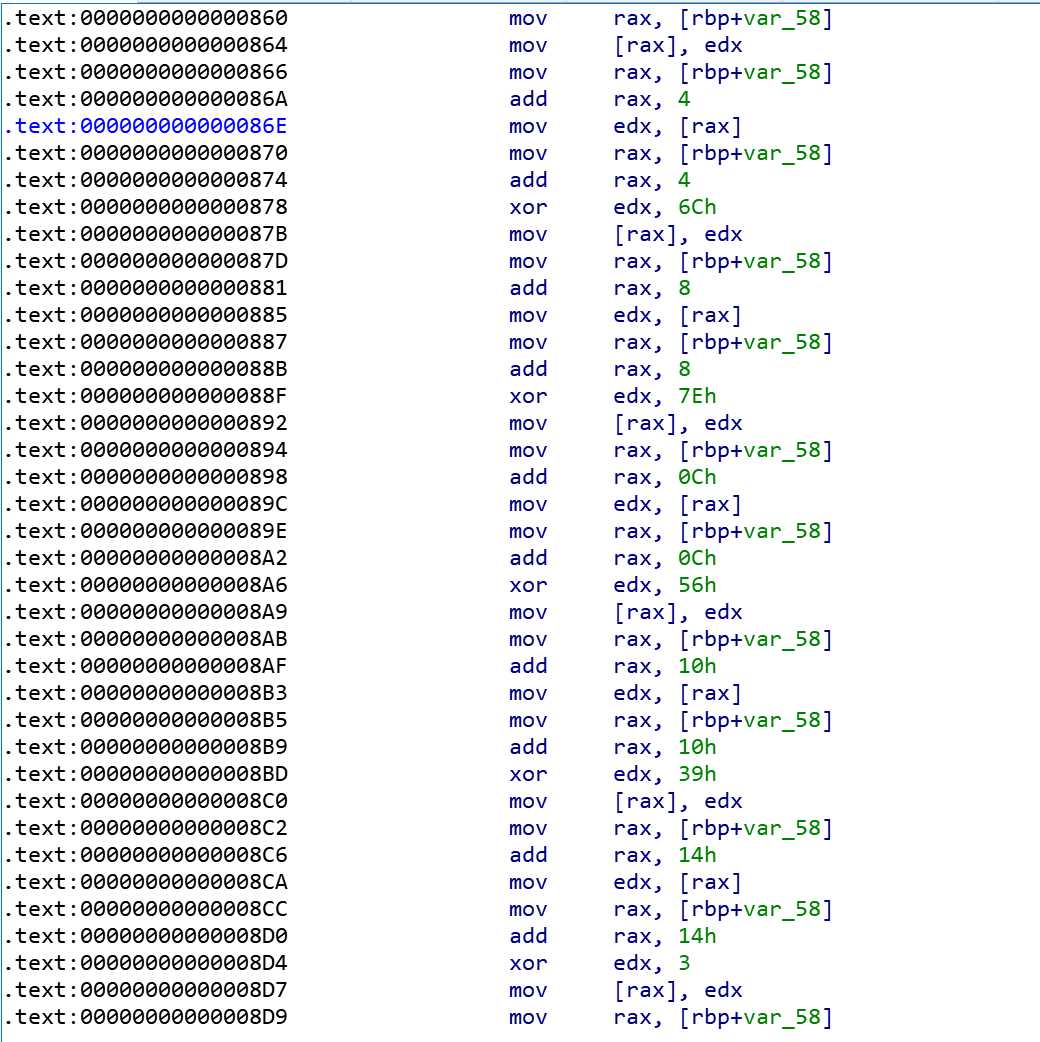 .text:0000000000000860 mov rax, [rbp+var_58]
.text:0000000000000864 mov [rax], edx
.text:0000000000000866 mov rax, [rbp+var_58]
.text:000000000000086A add rax, 4
.text:000000000000086E mov edx, [rax]
.text:0000000000000870 mov rax, [rbp+var_58]
.text:0000000000000874 add rax, 4
.text:0000000000000878 xor edx, 6Ch
.text:000000000000087B mov [rax], edx
.text:000000000000087D mov rax, [rbp+var_58]
.text:0000000000000881 add rax, 8
.text:0000000000000885 mov edx, [rax]
.text:0000000000000887 mov rax, [rbp+var_58]
.text:000000000000088B add rax, 8
.text:000000000000088F xor edx, 7Eh
.text:0000000000000892 mov [rax], edx
.text:0000000000000894 mov rax, [rbp+var_58]
.text:0000000000000898 add rax, 0Ch
.text:000000000000089C mov edx, [rax]
.text:000000000000089E mov rax, [rbp+var_58]
.text:00000000000008A2 add rax, 0Ch
.text:00000000000008A6 xor edx, 56h
.text:00000000000008A9 mov [rax], edx
.text:00000000000008AB mov rax, [rbp+var_58]
.text:00000000000008AF add rax, 10h
.text:00000000000008B3 mov edx, [rax]
.text:00000000000008B5 mov rax, [rbp+var_58]
.text:00000000000008B9 add rax, 10h
.text:00000000000008BD xor edx, 39h
.text:00000000000008C0 mov [rax], edx
.text:00000000000008C2 mov rax, [rbp+var_58]
.text:00000000000008C6 add rax, 14h
.text:00000000000008CA mov edx, [rax]
.text:00000000000008CC mov rax, [rbp+var_58]
.text:00000000000008D0 add rax, 14h
.text:00000000000008D4 xor edx, 3
.text:00000000000008D7 mov [rax], edx
.text:00000000000008D9 mov rax, [rbp+var_58]